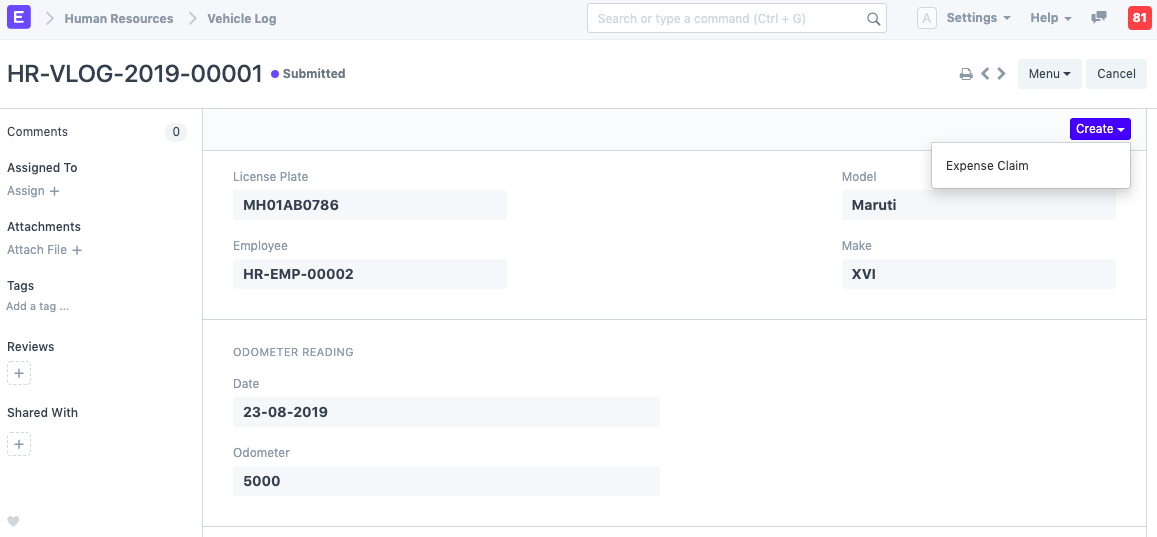 E Human Resources Vehicle Log Search or type a command (Ctrl + G) A Settings Help 81
HR-VLOG-2019-00001 Submitted Menu Cancel
Comments 0
Create
Expense Claim
Assigned To
Assign +
Attachments
Attach File +
Tags
Add a tag ...
Reviews
+
Shared With
+
License Plate
MH01AB0786
Model
Maruti
Employee
HR-EMP-00002
Make
XVI
ODOMETER READING
Date
23-08-2019
Odometer
5000